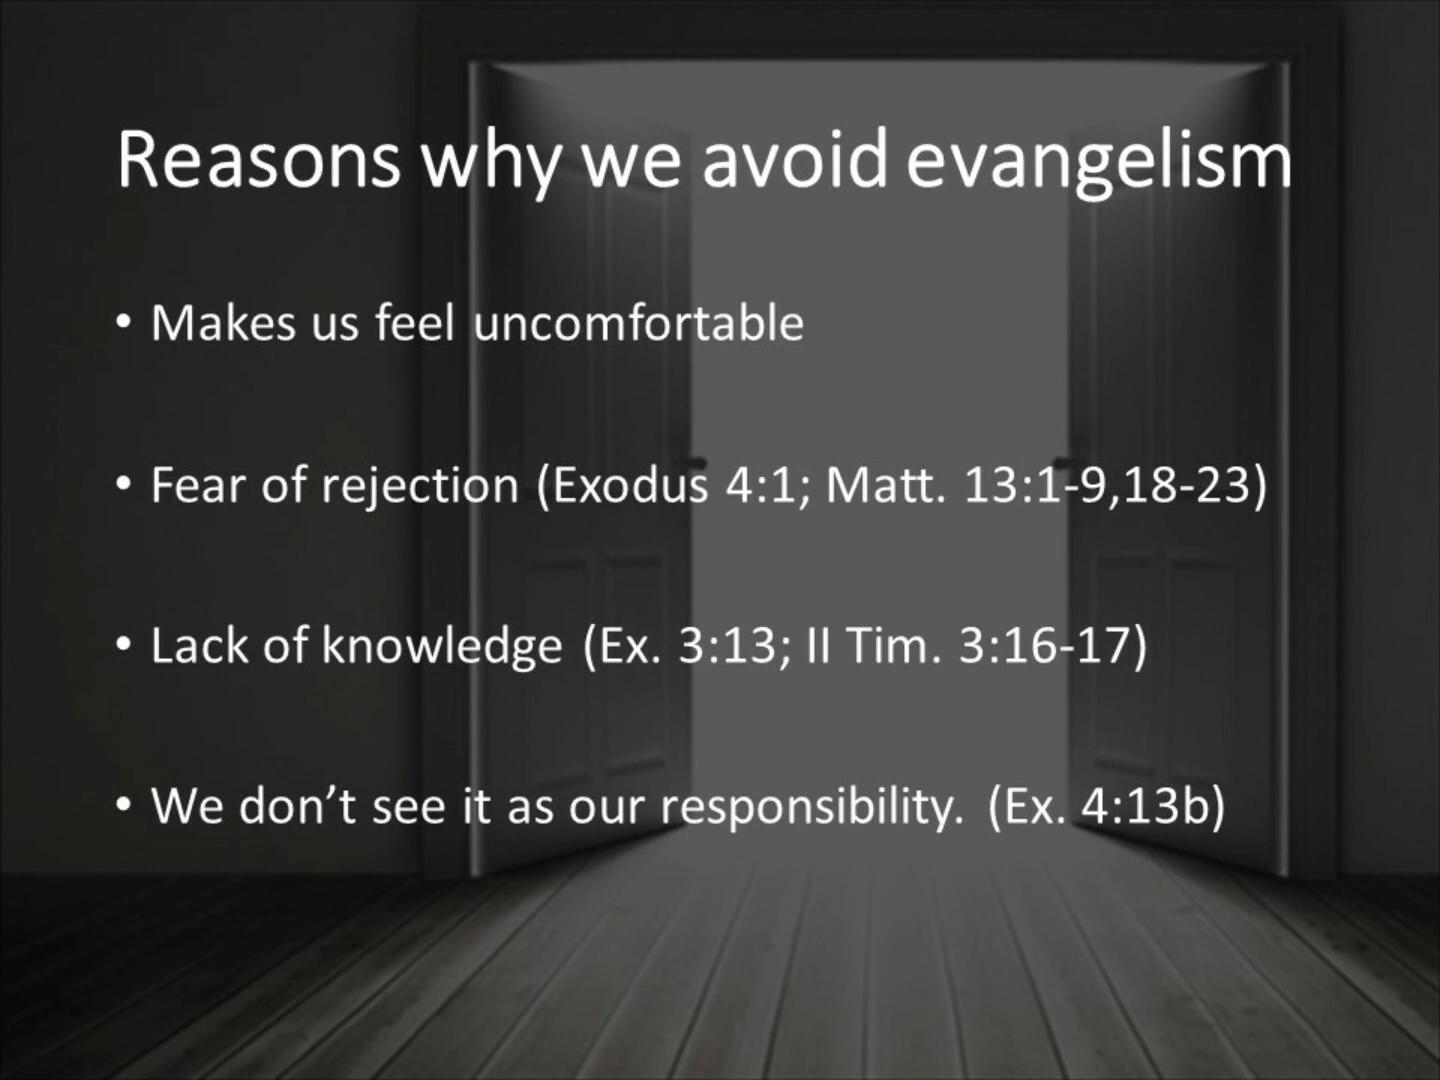 Reasons why we avoid evangelism
• Makes us feel uncomfortable
• Fear of rejection (Exodus 4:1; Matt. 13:1-9,18-23)
• Lack of knowledge (Ex. 3:13; II Tim. 3:16-17)
• We don’t see it as our responsibility. (Ex. 4:13b)